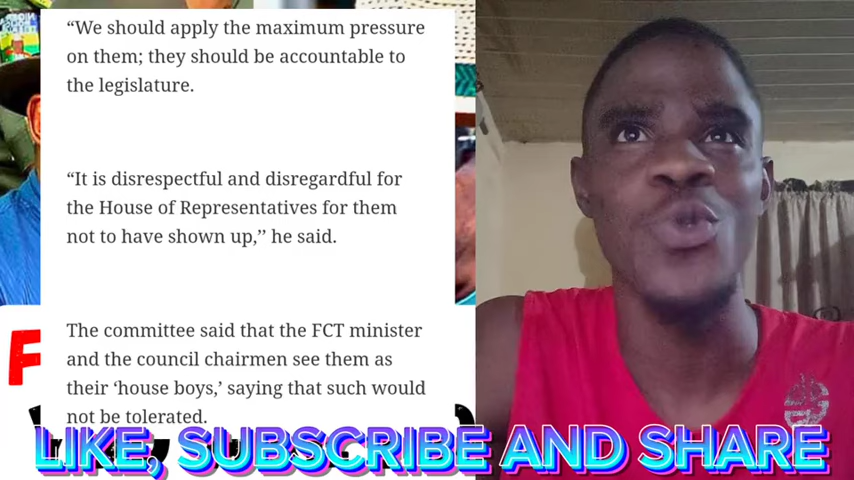 “We should apply the maximum pressure
on them; they should be accountable to
the legislature.
“It is disrespectful and disregardful for
the House of Representatives for them
not to have shown up,’’ he said.
The committee said that the FCT minister
and the council chairmen see them as
their ‘house boys,’ saying that such would
not be tolerated.
LIKE, SUBSCRIBE AND SHARE